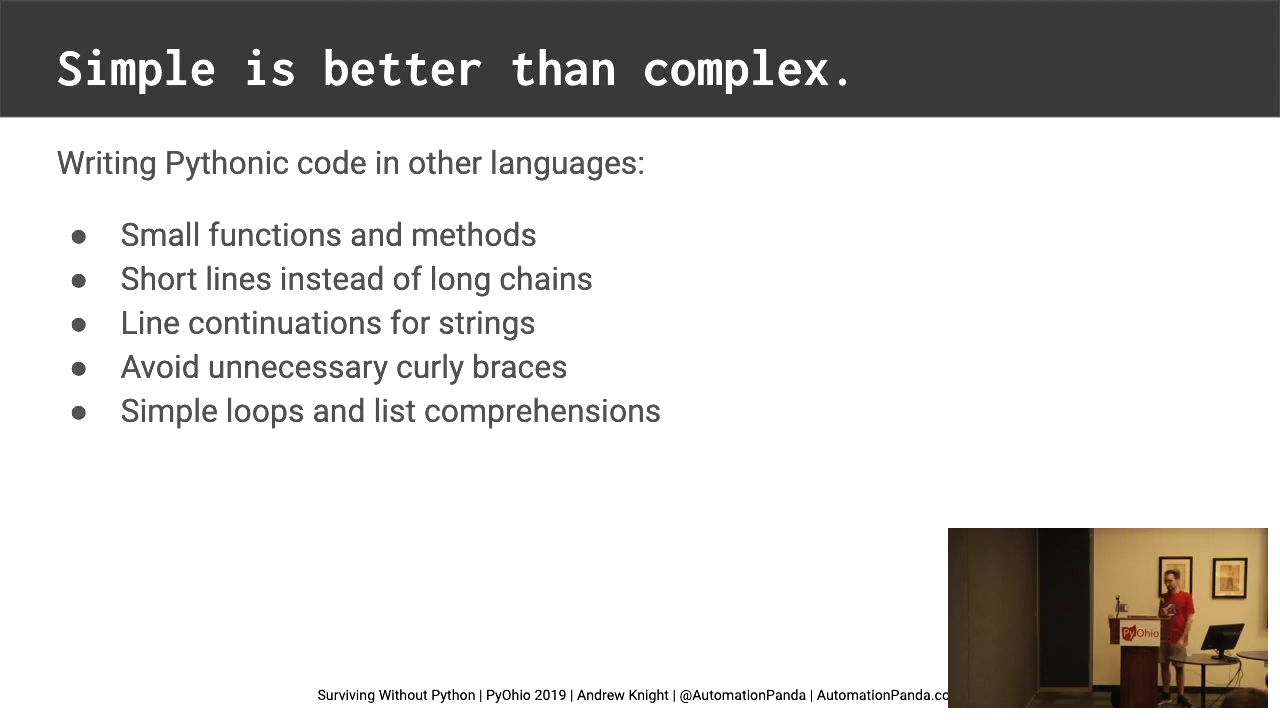 Simple is better than complex.
Writing Pythonic code in other languages:
● Small functions and methods
● Short lines instead of long chains
● Line continuations for strings
● Avoid unnecessary curly braces
● Simple loops and list comprehensions
PyOhio
Surviving Without Python | PyOhio 2019 | Andrew Knight | @AutomationPanda | AutomationPanda.co